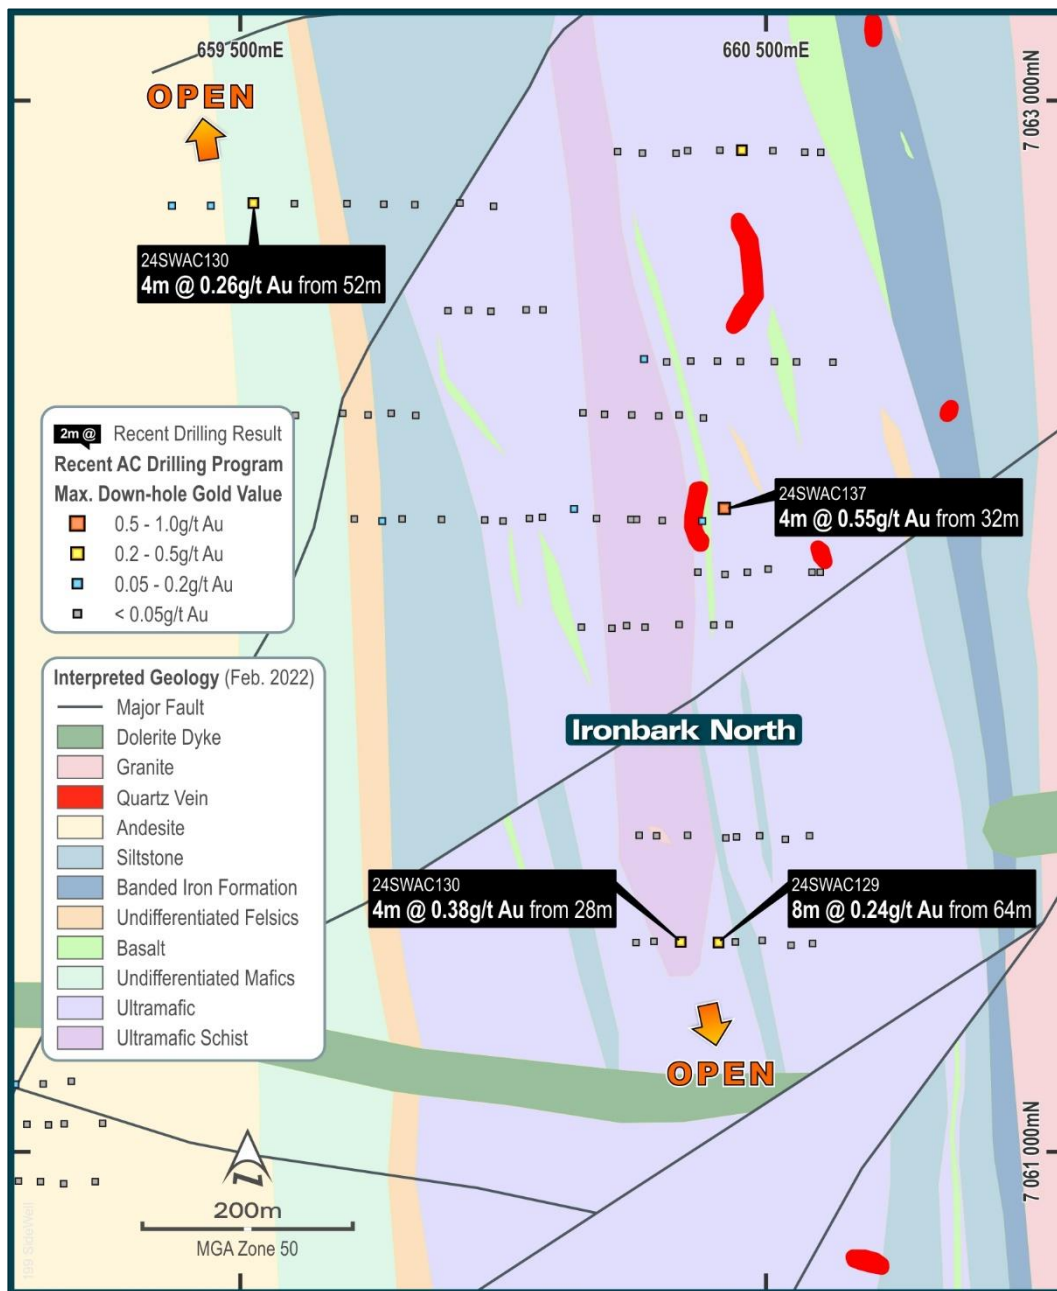 659 500mE
660 500mE
7 063 000mN
OPEN
24SWAC130
4m @ 0.26g/t Au from 52m
2m @ Recent Drilling Result
Recent AC Drilling Program
Max. Down-hole Gold Value
0.5 - 1.0g/t Au
0.2 - 0.5g/t Au
0.05 - 0.2g/t Au
< 0.05g/t Au
24SWAC137
4m @ 0.55g/t Au from 32m
Interpreted Geology (Feb. 2022)
Major Fault
Dolerite Dyke
Granite
Quartz Vein
Andesite
Siltstone
Banded Iron Formation
Undifferentiated Felsics
Basalt
Undifferentiated Mafics
Ultramafic
Ultramafic Schist
Ironbark North
24SWAC130
4m @ 0.38g/t Au from 28m
24SWAC129
8m @ 0.24g/t Au from 64m
OPEN
7 061 000mN
N
200m
MGA Zone 50
199 SideWell